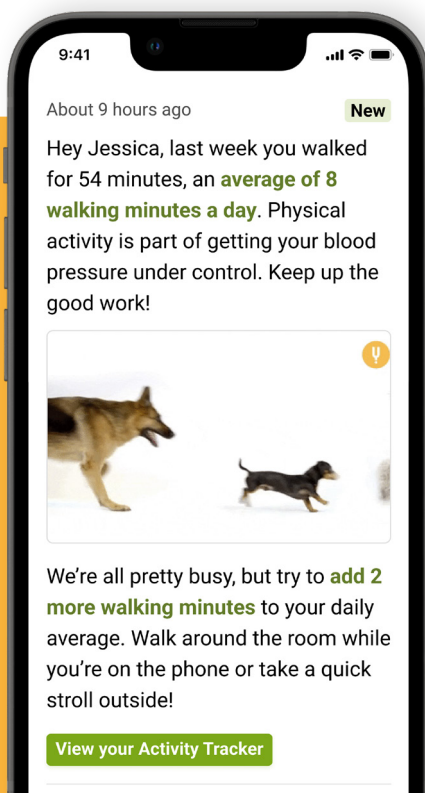 9:41
About 9 hours ago
New
Hey Jessica, last week you walked
for 54 minutes, an average of 8
walking minutes a day. Physical
activity is part of getting your blood
pressure under control. Keep up the
good work!
We’re all pretty busy, but try to add 2
more walking minutes to your daily
average. Walk around the room while
you’re on the phone or take a quick
stroll outside!
View your Activity Tracker